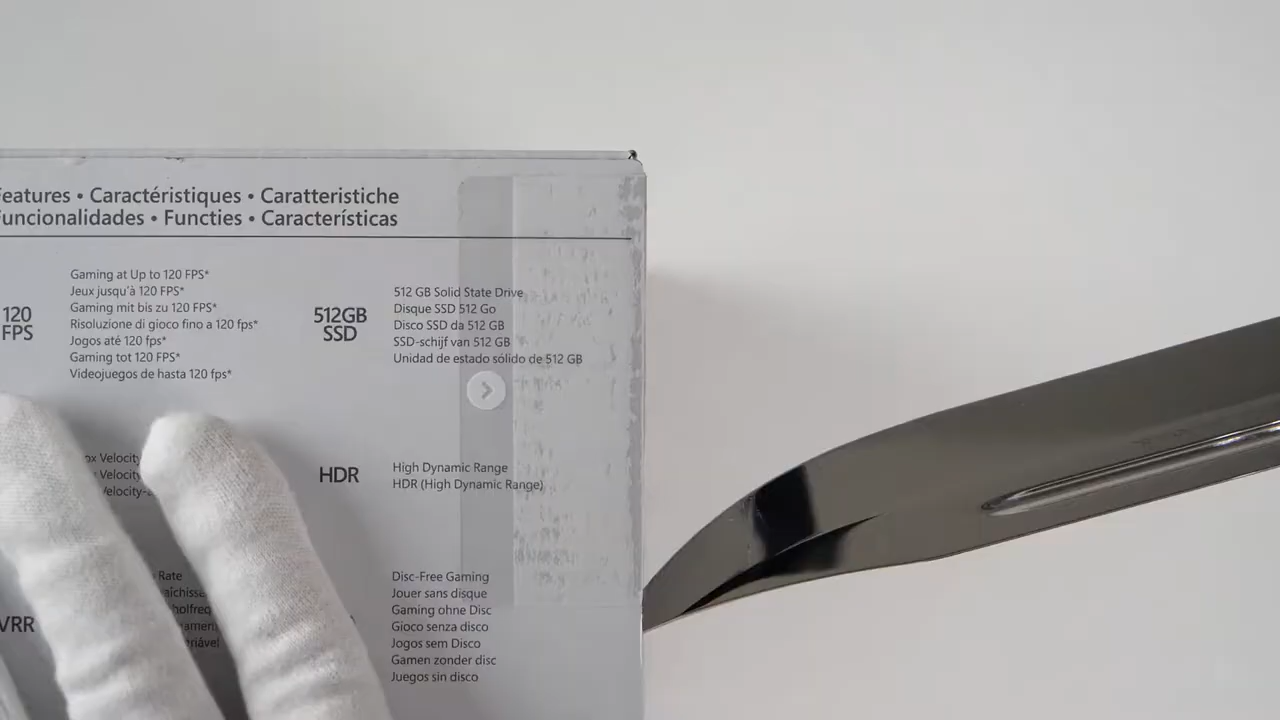 Features • Caractéristiques • Caratteristiche
Funcionalidades • Functies • Características
120
FPS
Gaming at Up to 120 FPS*
Jeux jusqu'à 120 FPS*
Gaming mit bis zu 120 FPS*
Risoluzione di gioco fino a 120 fps*
Jogos até 120 fps*
Gaming tot 120 FPS*
Videojuegos de hasta 120 fps*
512GB
SSD
512 GB Solid State Drive
Disque SSD 512 Go
Disco SSD da 512 GB
SSD-schijf van 512 GB
Unidad de estado sólido de 512 GB
Velocity
Velocity
Velocity
HDR
High Dynamic Range
HDR (High Dynamic Range)
VRR
Rate
Disc-Free Gaming
Jouer sans disque
Gaming ohne Disc
Gioco senza disco
Jogos sem Disco
Gamen zonder disc
Juegos sin disco